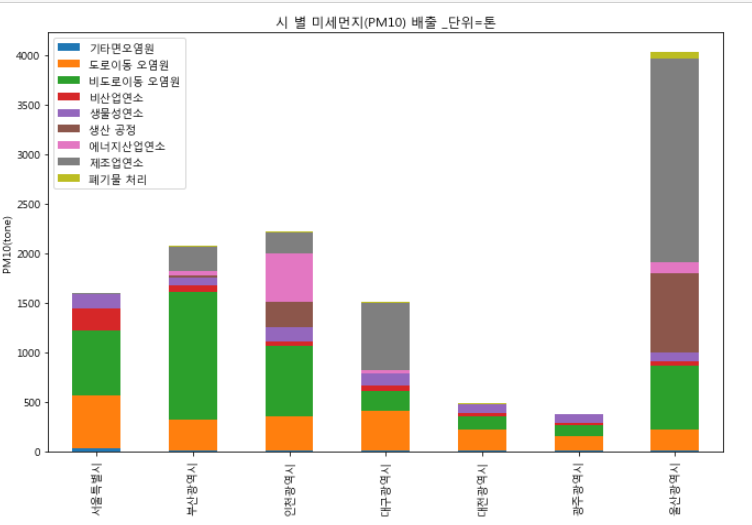 시 별 미세먼지(PM10) 배출 _단위=톤
기타면오염원
도로이동 오염원
비도로이동 오염원
비산업연소
생물성연소
생산 공정
에너지산업연소
제조업연소
폐기물 처리
PM10(tone)
4000
3500
3000
2500
2000
1500
1000
500
0
서울특별시
부산광역시
인천광역시
대구광역시
대전광역시
광주광역시
울산광역시